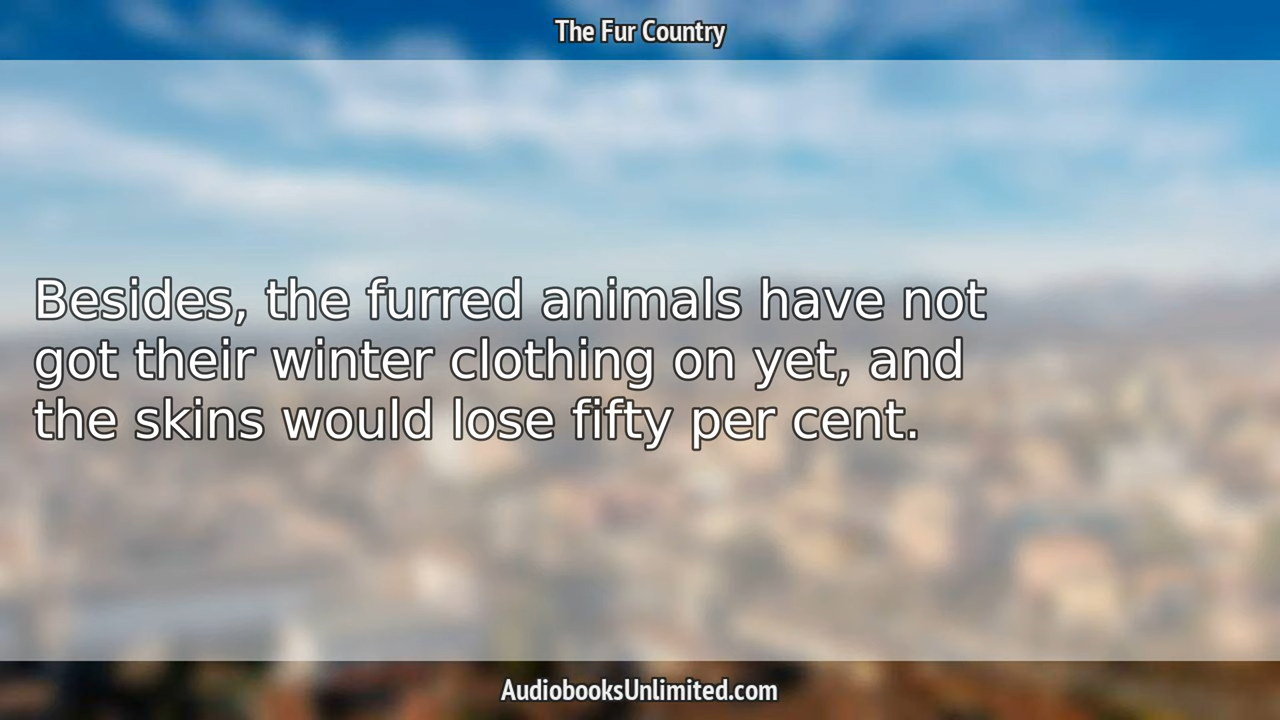 The Fur Country
Besides, the furred animals have not
got their winter clothing on yet, and
the skins would lose fifty per cent.
AudiobooksUnlimited.com